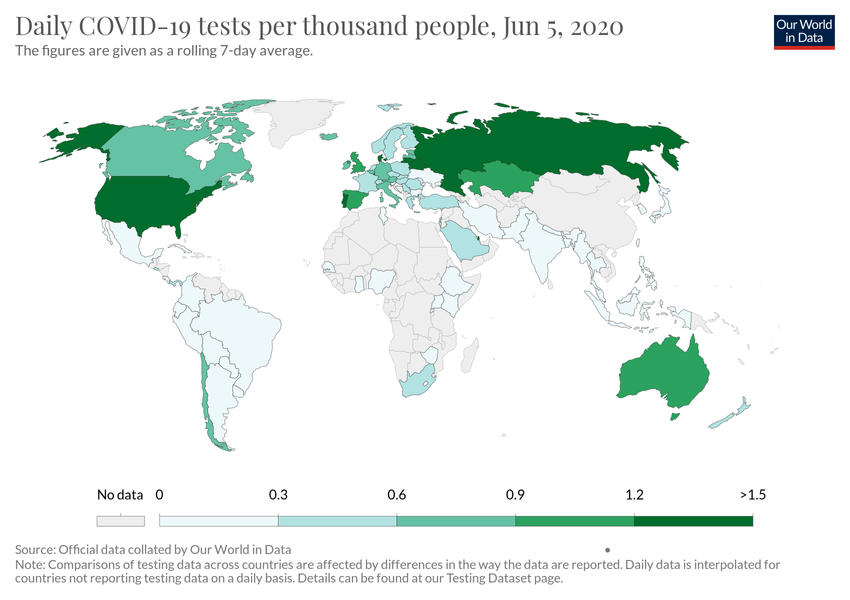 Daily COVID-19 tests per thousand people, Jun 5, 2020
The figures are given as a rolling 7-day average.
Our World
in Data
No data 0 0.3 0.6 0.9 1.2 >1.5
Source: Official data collated by Our World in Data
Note: Comparisons of testing data across countries are affected by differences in the way the data are reported. Daily data is interpolated for
countries not reporting testing data on a daily basis. Details can be found at our Testing Dataset page.